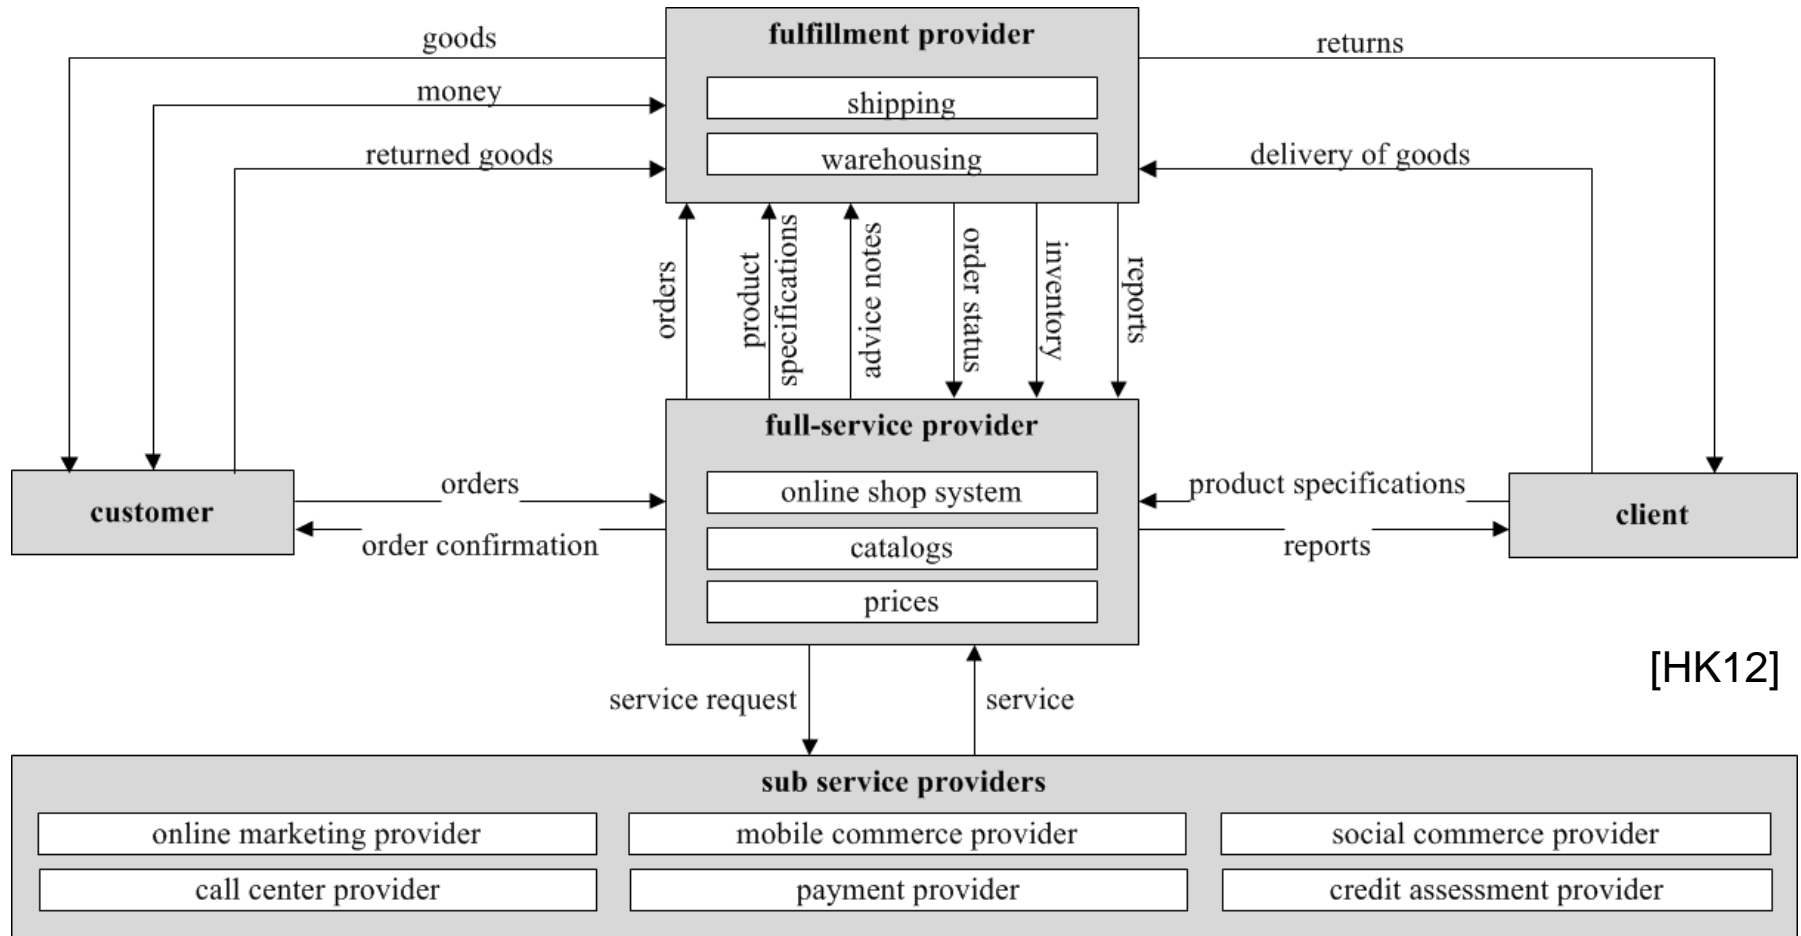 fulfillment provider
goods
returns
money
shipping
returned goods
warehousing
delivery of goods
orders
product
specifications
advice notes
order status
inventory
reports
full-service provider
customer
orders
order confirmation
online shop system
catalogs
prices
product specifications
reports
client
[HK12]
service request
service
sub service providers
online marketing provider
mobile commerce provider
social commerce provider
call center provider
payment provider
credit assessment provider